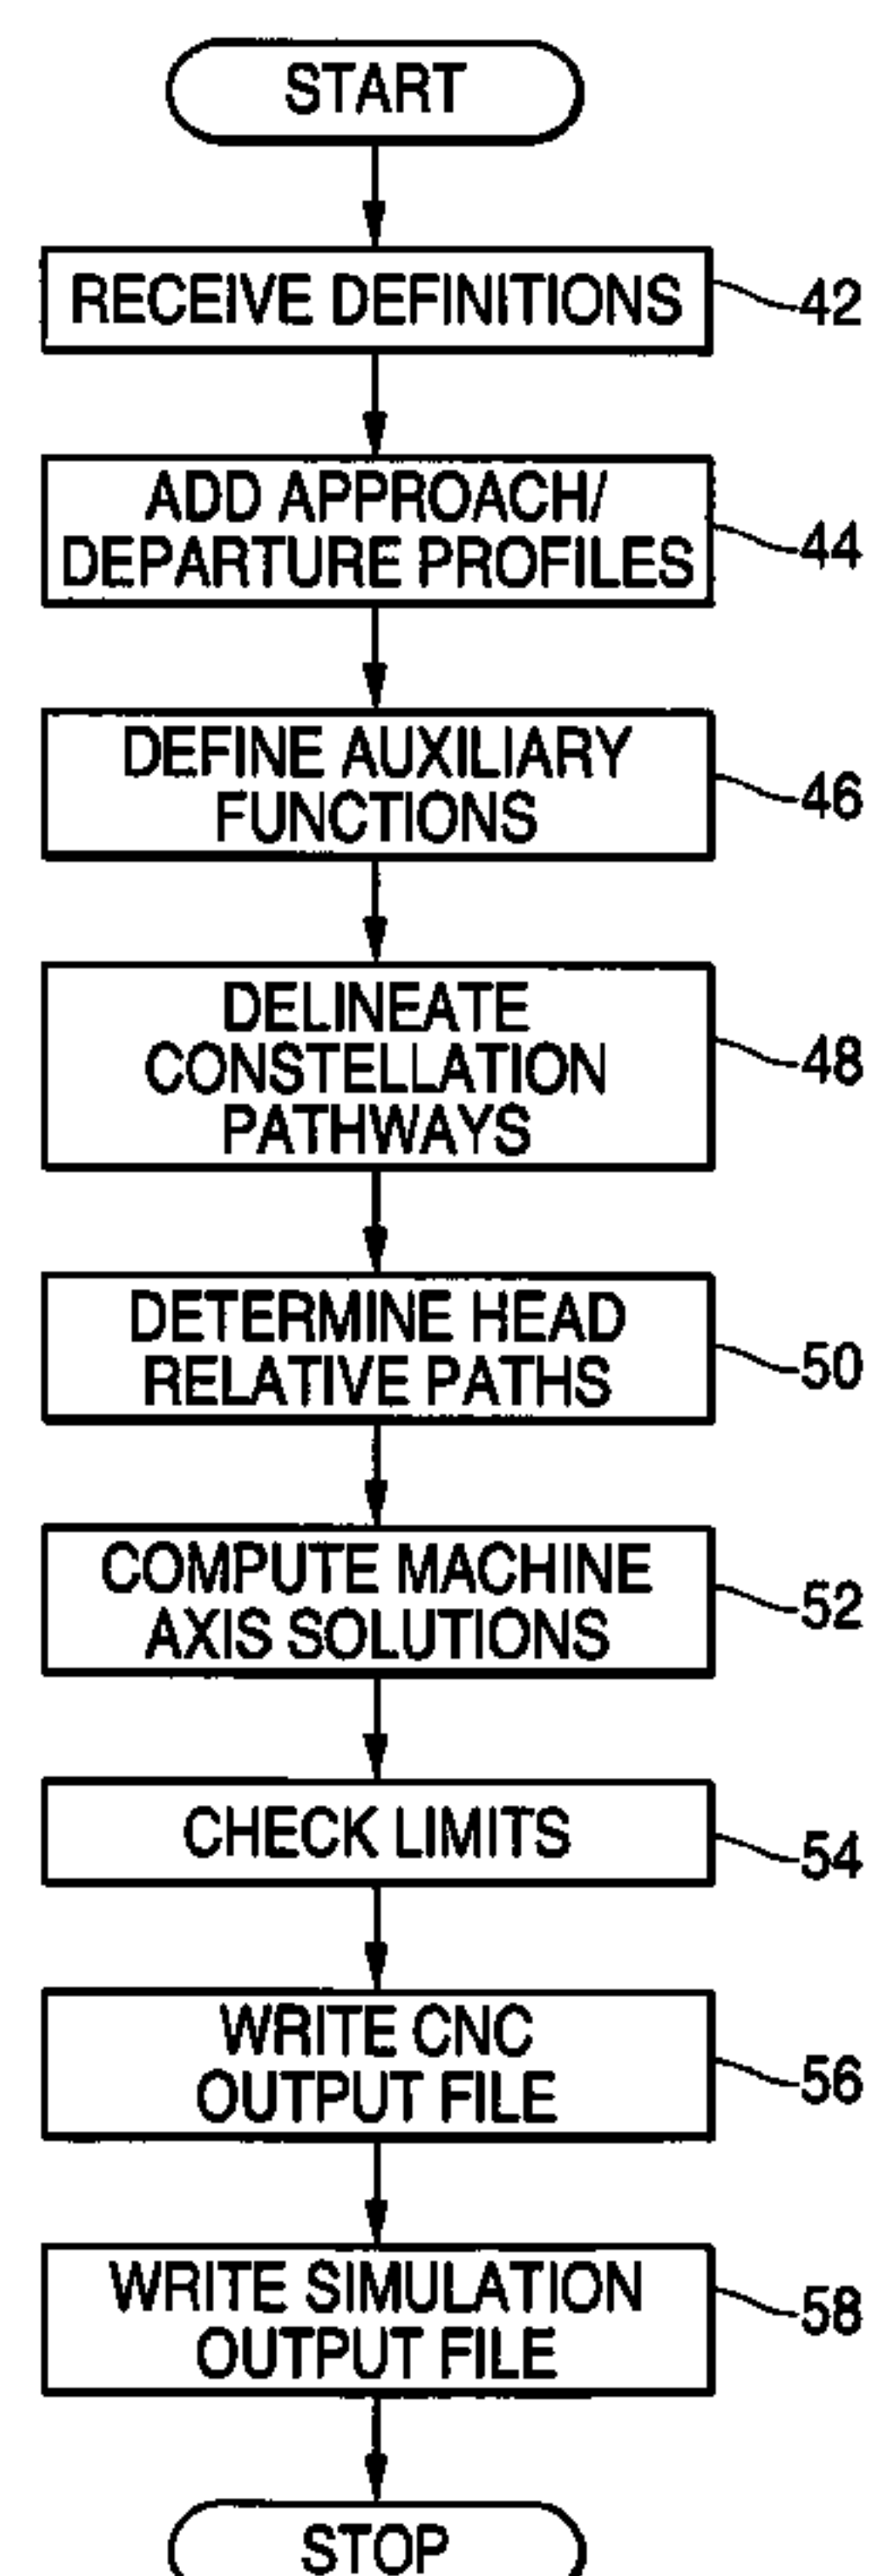 START
RECEIVE DEFINITIONS
42
ADD APPROACH/
DEPARTURE PROFILES
44
DEFINE AUXILIARY
FUNCTIONS
46
DELINEATE
CONSTELLATION
PATHWAYS
48
DETERMINE HEAD
RELATIVE PATHS
50
COMPUTE MACHINE
AXIS SOLUTIONS
52
CHECK LIMITS
54
WRITE CNC
OUTPUT FILE
56
WRITE SIMULATION
OUTPUT FILE
58
STOP